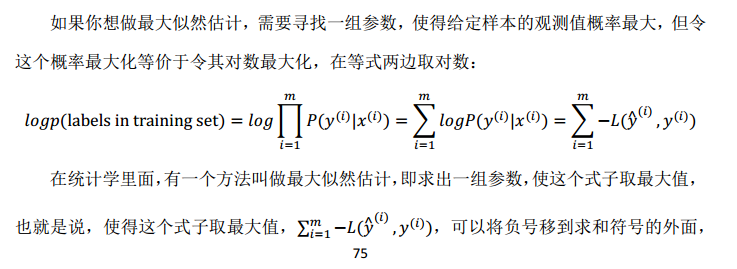 如果你想做最大似然估计，需要寻找一组参数，使得给定样本的观测值概率最大，但令
这个概率最大化等价于令其对数最大化，在等式两边取对数：
$logp(\text{labels in training set}) = log\prod_{i=1}^{m} P(y^{(i)}|x^{(i)}) = \sum_{i=1}^{m} logP(y^{(i)}|x^{(i)}) = \sum_{i=1}^{m} -L(\hat{y}^{(i)}, y^{(i)})$
在统计学里面，有一个方法叫做最大似然估计，即求出一组参数，使这个式子取最大值，
也就是说，使得这个式子取最大值，$\sum_{i=1}^{m} -L(\hat{y}^{(i)}, y^{(i)})$，可以将负号移到求和符号的外面，
75